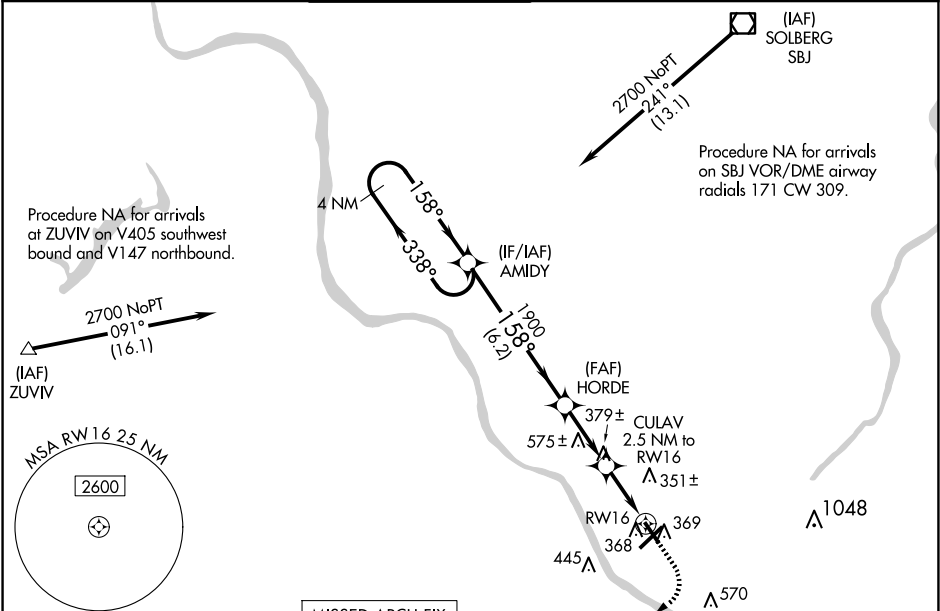 (IAF)
SOLBERG
SBJ
2700 NoPT
241°
(13.1)
Procedure NA for arrivals
on SBJ VOR/DME airway
radials 171 CW 309.
4 NM
158°
338°
(IF/IAF)
AMIDY
Procedure NA for arrivals
at ZUVIV on V405 southwest
bound and V147 northbound.
2700 NoPT
091°
(16.1)
(IAF)
ZUVIV
1900
158°
(6.2)
(FAF)
HORDE
379±
575±
CULAV
2.5 NM to
RW16
351±
MSA RW16 25 NM
2600
RW16
369
368
1048
445
570
MISSED APCH FIX